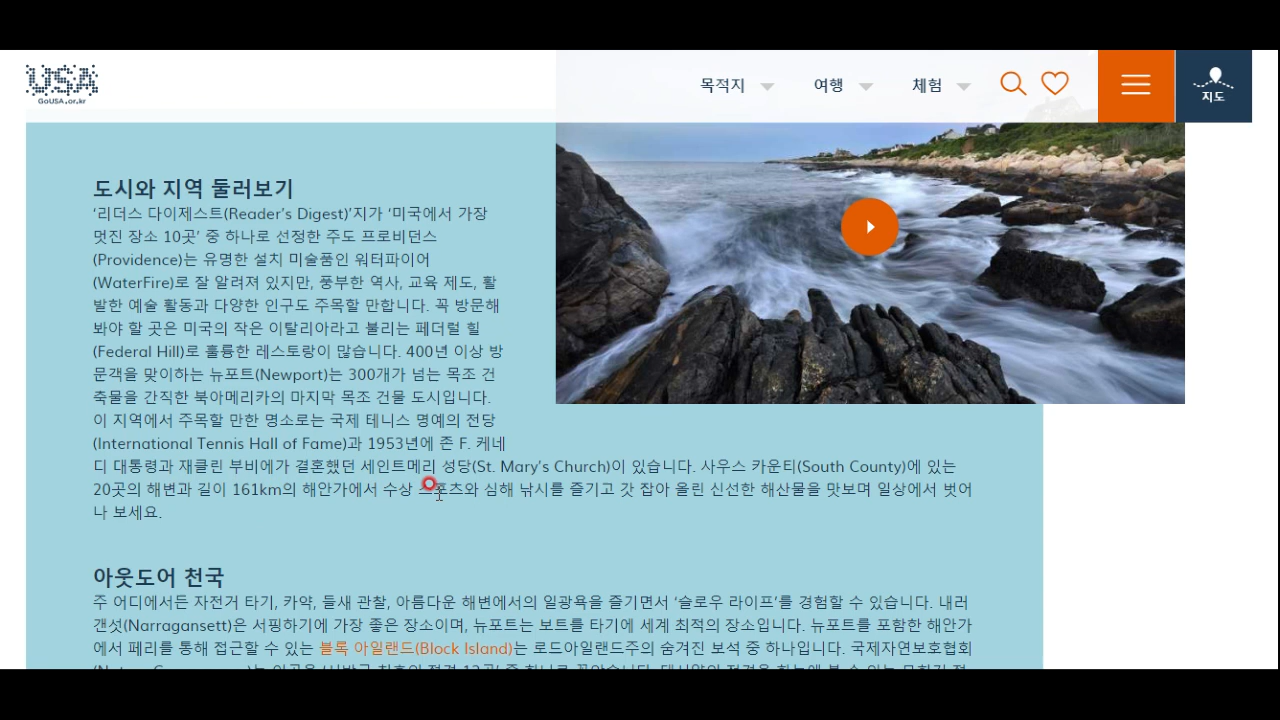 USA
GoUSA.or.kr
목적지
여행
체험
지도
도시와 지역 둘러보기
‘리더스 다이제스트(Reader’s Digest)’지가 ‘미국에서 가장
멋진 장소 10곳’ 중 하나로 선정한 주도 프로비던스
(Providence)는 유명한 설치 미술품인 워터파이어
(WaterFire)로 잘 알려져 있지만, 풍부한 역사, 교육 제도, 활
발한 예술 활동과 다양한 인구도 주목할 만합니다. 꼭 방문해
봐야 할 곳은 미국의 작은 이탈리아라고 불리는 페더럴 힐
(Federal Hill)로 훌륭한 레스토랑이 많습니다. 400년 이상 방
문객을 맞이하는 뉴포트(Newport)는 300개가 넘는 목조 건
축물을 간직한 북아메리카의 마지막 목조 건물 도시입니다.
이 지역에서 주목할 만한 명소로는 국제 테니스 명예의 전당
(International Tennis Hall of Fame)과 1953년에 존 F. 케네
디 대통령과 재클린 부비에가 결혼했던 세인트메리 성당(St. Mary’s Church)이 있습니다. 사우스 카운티(South County)에 있는
20곳의 해변과 길이 161km의 해안가에서 수상 스포츠와 심해 낚시를 즐기고 갓 잡아 올린 신선한 해산물을 맛보며 일상에서 벗어
나 보세요.
아웃도어 천국
주 어디에서든 자전거 타기, 카약, 들새 관찰, 아름다운 해변에서의 일광욕을 즐기면서 ‘슬로우 라이프’를 경험할 수 있습니다. 내러
갠섯(Narragansett)은 서핑하기에 가장 좋은 장소이며, 뉴포트는 보트를 타기에 세계 최적의 장소입니다. 뉴포트를 포함한 해안가
에서 페리를 통해 접근할 수 있는 블록 아일랜드(Block Island)는 로드아일랜드주의 숨겨진 보석 중 하나입니다. 국제자연보호협회